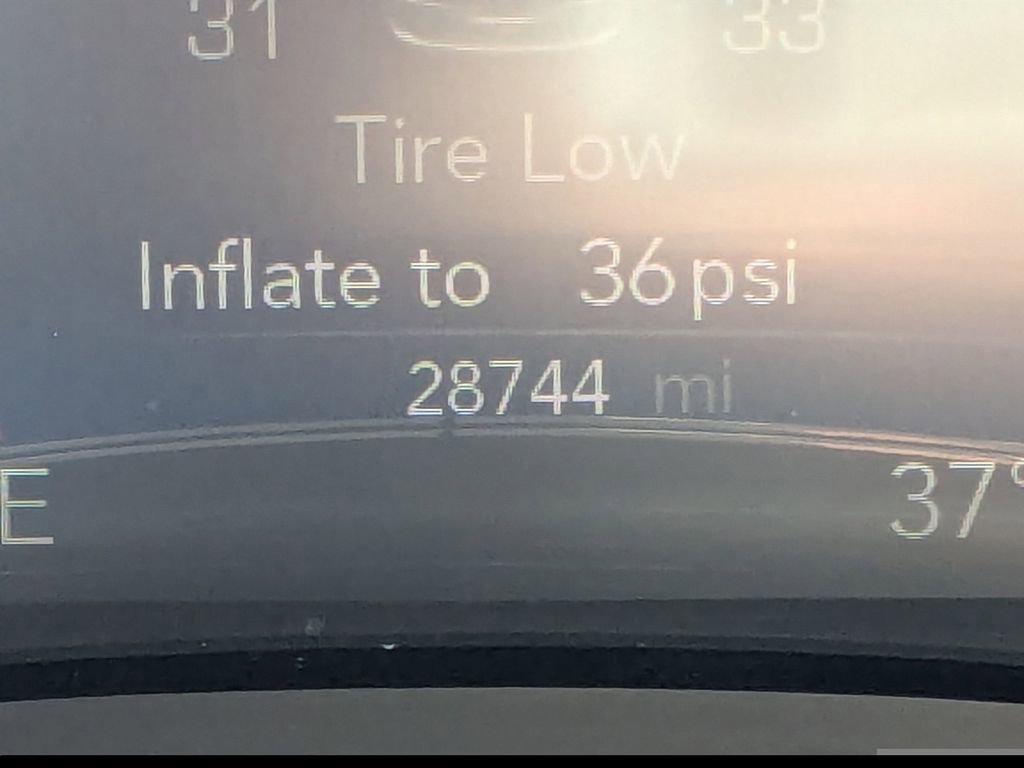 31 33
Tire Low
Inflate to 36psi
28744 mi
E 37°